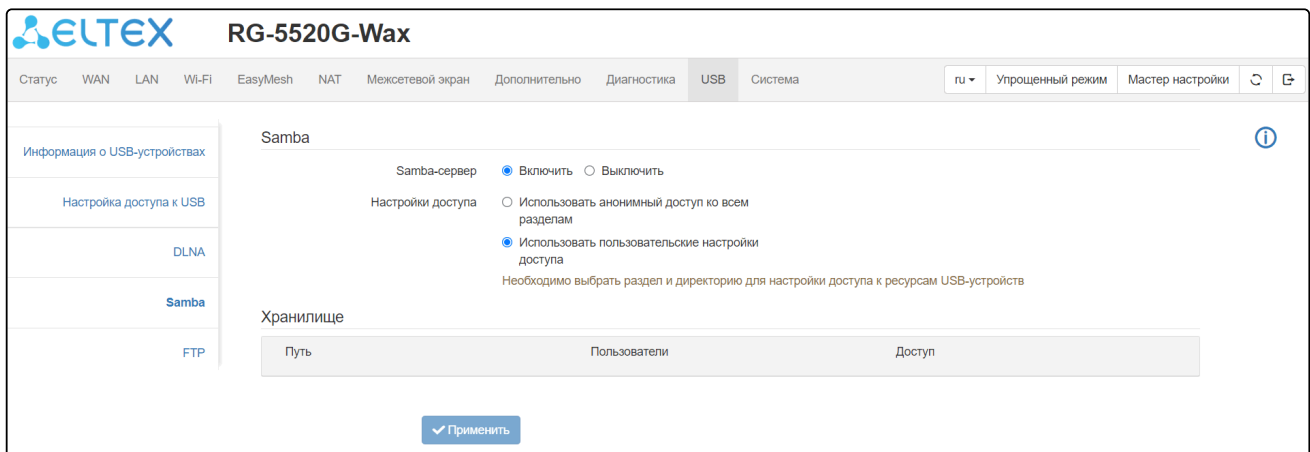 ELTEX RG-5520G-Wax
Статус WAN LAN Wi-Fi EasyMesh NAT Межсетевой экран Дополнительно Диагностика USB Система ru Упрощенный режим Мастер настройки
Информация о USB-устройствах
Настройка доступа к USB
DLNA
Samba
FTP
Samba
Samba-сервер Включить Выключить
Настройки доступа Использовать анонимный доступ ко всем
разделам
Использовать пользовательские настройки
доступа
Необходимо выбрать раздел и директорию для настройки доступа к ресурсам USB-устройств
Хранилище
Путь Пользователи Доступ
Применить